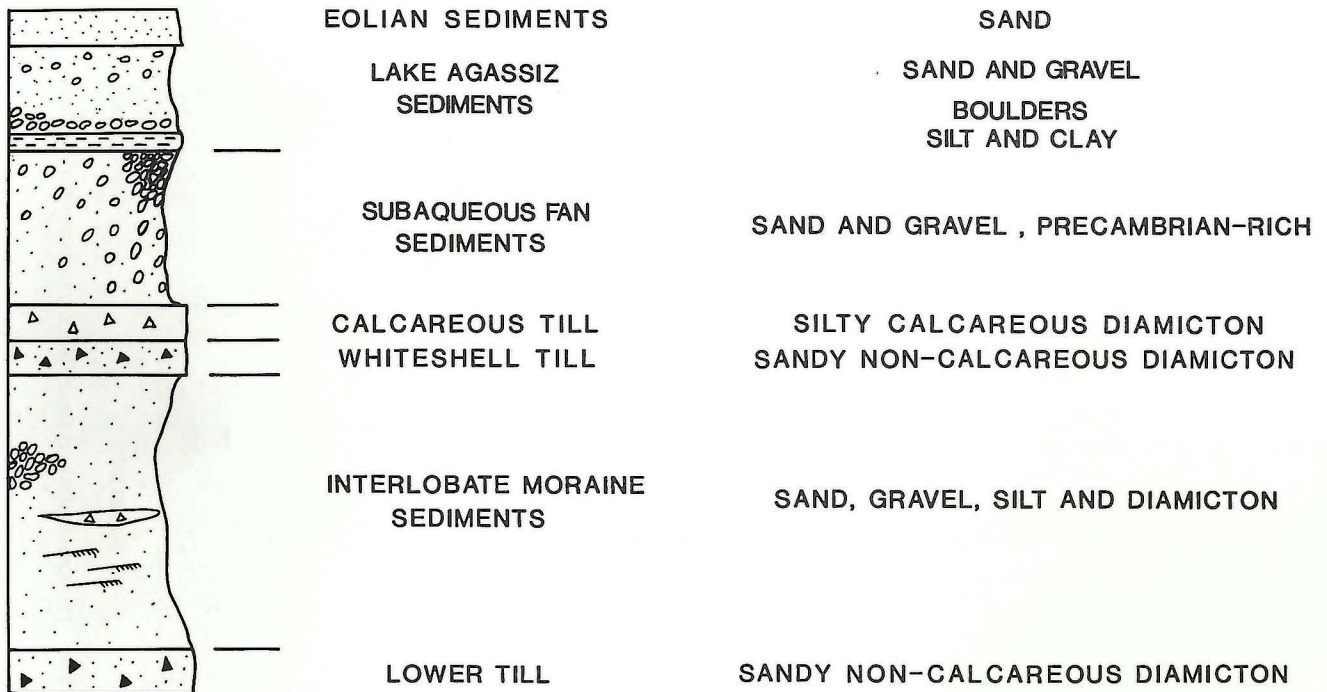 EOLIAN SEDIMENTS
SAND
LAKE AGASSIZ
SEDIMENTS
SAND AND GRAVEL
BOULDERS
SILT AND CLAY
SUBAQUEOUS FAN
SEDIMENTS
SAND AND GRAVEL , PRECAMBRIAN-RICH
CALCAREOUS TILL
SILTY CALCAREOUS DIAMICTON
WHITESHELL TILL
SANDY NON-CALCAREOUS DIAMICTON
INTERLOBATE MORAINE
SEDIMENTS
SAND, GRAVEL, SILT AND DIAMICTON
LOWER TILL
SANDY NON-CALCAREOUS DIAMICTON